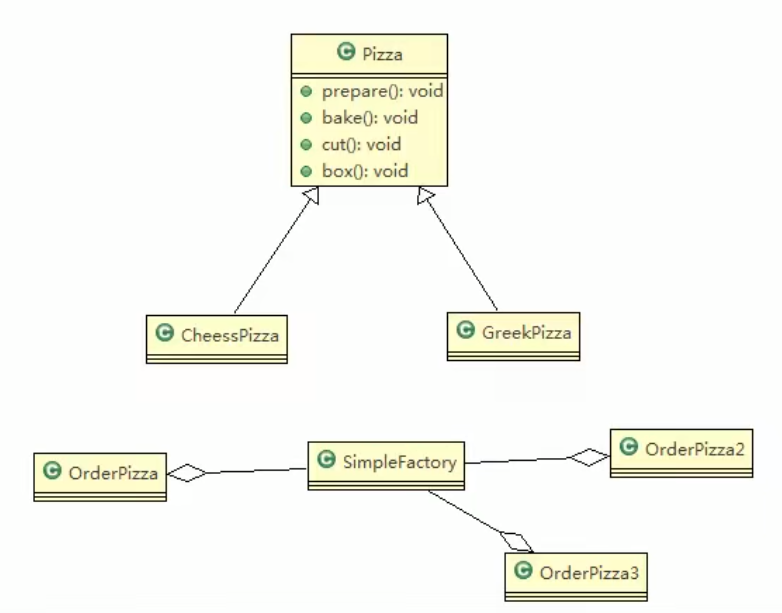 C Pizza
prepare(): void
bake(): void
cut(): void
box(): void
C CheessPizza
C GreekPizza
C OrderPizza
C SimpleFactory
C OrderPizza2
C OrderPizza3